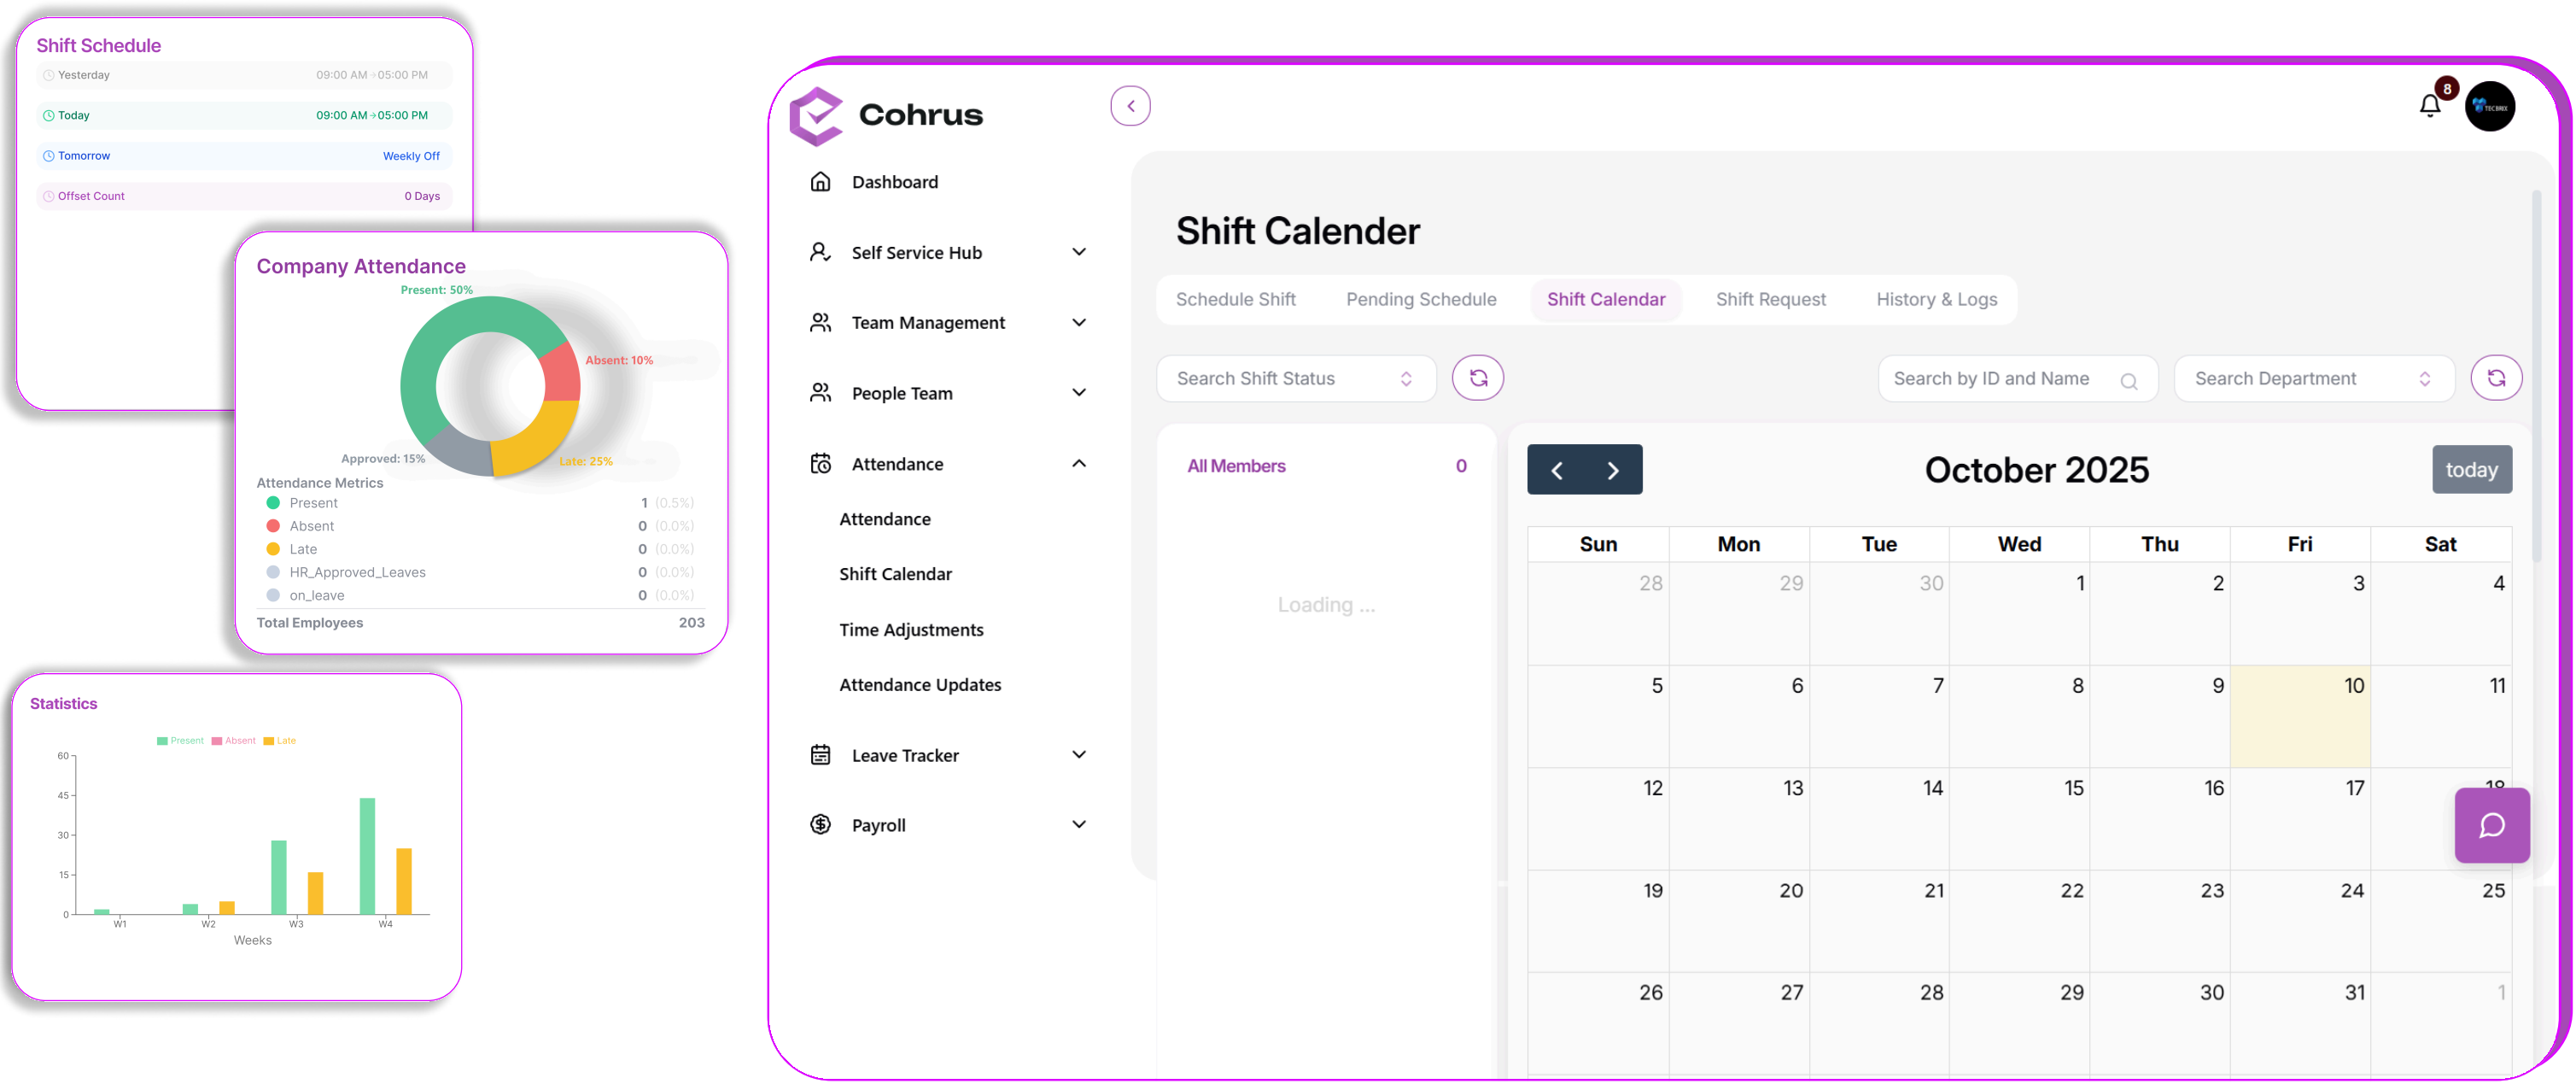 Shift Schedule
Yesterday 09:00 AM → 05:00 PM
Today 09:00 AM → 05:00 PM
Tomorrow Weekly Off
Offset Count 0 Days
Company Attendance
Present: 50%
Absent: 10%
Approved: 15%
Late: 25%
Attendance Metrics
Present 1 (0.5%)
Absent 0 (0.0%)
Late 0 (0.0%)
HR_Approved_Leaves 0 (0.0%)
on_leave 0 (0.0%)
Total Employees 203
Statistics
Present Absent Late
60
45
30
15
0
W1 W2 W3 W4
Weeks
Cohrus
8
TECBRIX
Dashboard
Self Service Hub
Team Management
People Team
Attendance
Attendance
Shift Calendar
Time Adjustments
Attendance Updates
Leave Tracker
Payroll
Shift Calender
Schedule Shift Pending Schedule Shift Calendar Shift Request History & Logs
Search Shift Status Search by ID and Name Search Department
All Members 0
Loading ...
October 2025
today
Sun Mon Tue Wed Thu Fri Sat
28 29 30 1 2 3 4
5 6 7 8 9 10 11
12 13 14 15 16 17 18
19 20 21 22 23 24 25
26 27 28 29 30 31 1